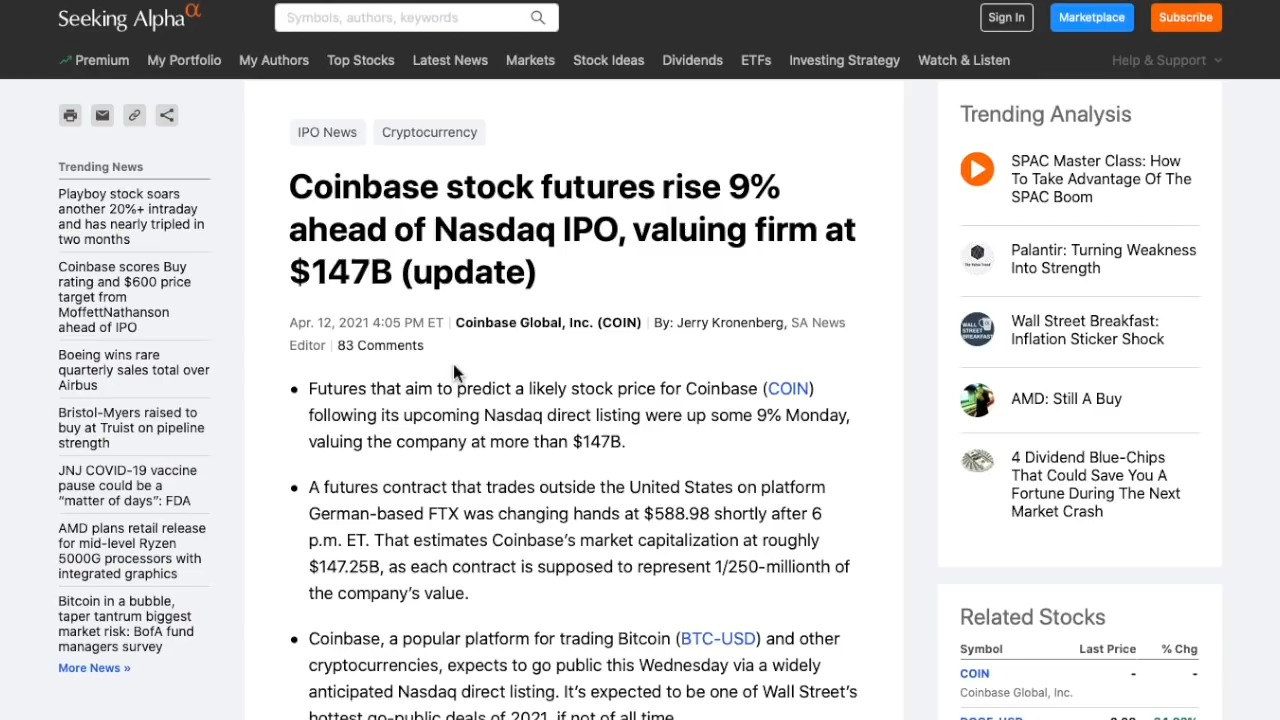 Seeking Alpha α
Symbols, authors, keywords
Sign In
Marketplace
Subscribe
Premium My Portfolio My Authors Top Stocks Latest News Markets Stock Ideas Dividends ETFs Investing Strategy Watch & Listen Help & Support
Trending News
Playboy stock soars
another 20%+ intraday
and has nearly tripled in
two months
Coinbase scores Buy
rating and $600 price
target from
MoffettNathanson
ahead of IPO
Boeing wins rare
quarterly sales total over
Airbus
Bristol-Myers raised to
buy at Truist on pipeline
strength
JNJ COVID-19 vaccine
pause could be a
“matter of days”: FDA
AMD plans retail release
for mid-level Ryzen
5000G processors with
integrated graphics
Bitcoin in a bubble,
taper tantrum biggest
market risk: BofA fund
managers survey
More News »
IPO News Cryptocurrency
Coinbase stock futures rise 9%
ahead of Nasdaq IPO, valuing firm at
$147B (update)
Apr. 12, 2021 4:05 PM ET | Coinbase Global, Inc. (COIN) | By: Jerry Kronenberg, SA News
Editor | 83 Comments
• Futures that aim to predict a likely stock price for Coinbase (COIN)
following its upcoming Nasdaq direct listing were up some 9% Monday,
valuing the company at more than $147B.
• A futures contract that trades outside the United States on platform
German-based FTX was changing hands at $588.98 shortly after 6
p.m. ET. That estimates Coinbase’s market capitalization at roughly
$147.25B, as each contract is supposed to represent 1/250-millionth of
the company’s value.
• Coinbase, a popular platform for trading Bitcoin (BTC-USD) and other
cryptocurrencies, expects to go public this Wednesday via a widely
anticipated Nasdaq direct listing. It’s expected to be one of Wall Street’s
hottest go-public deals of 2021, if not of all time.
Trending Analysis
SPAC Master Class: How
To Take Advantage Of The
SPAC Boom
Palantir: Turning Weakness
Into Strength
WALL
STREET
BREAKFAST
Wall Street Breakfast:
Inflation Sticker Shock
AMD: Still A Buy
4 Dividend Blue-Chips
That Could Save You A
Fortune During The Next
Market Crash
Related Stocks
Symbol Last Price % Chg
COIN - -
Coinbase Global, Inc.